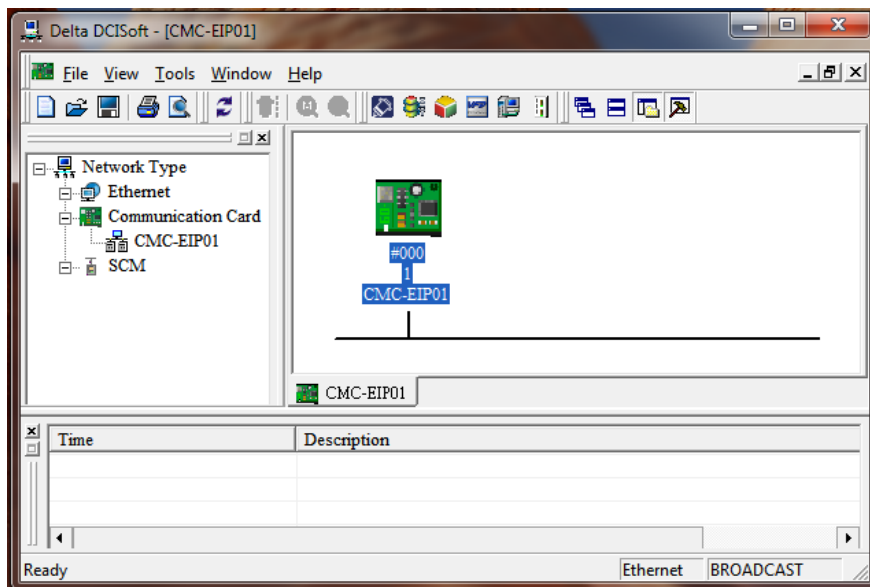 Delta DCISoft - [CMC-EIP01]
File View Tools Window Help
Network Type
Ethernet
Communication Card
CMC-EIP01
SCM
#000
1
CMC-EIP01
CMC-EIP01
Time Description
Ready Ethernet BROADCAST